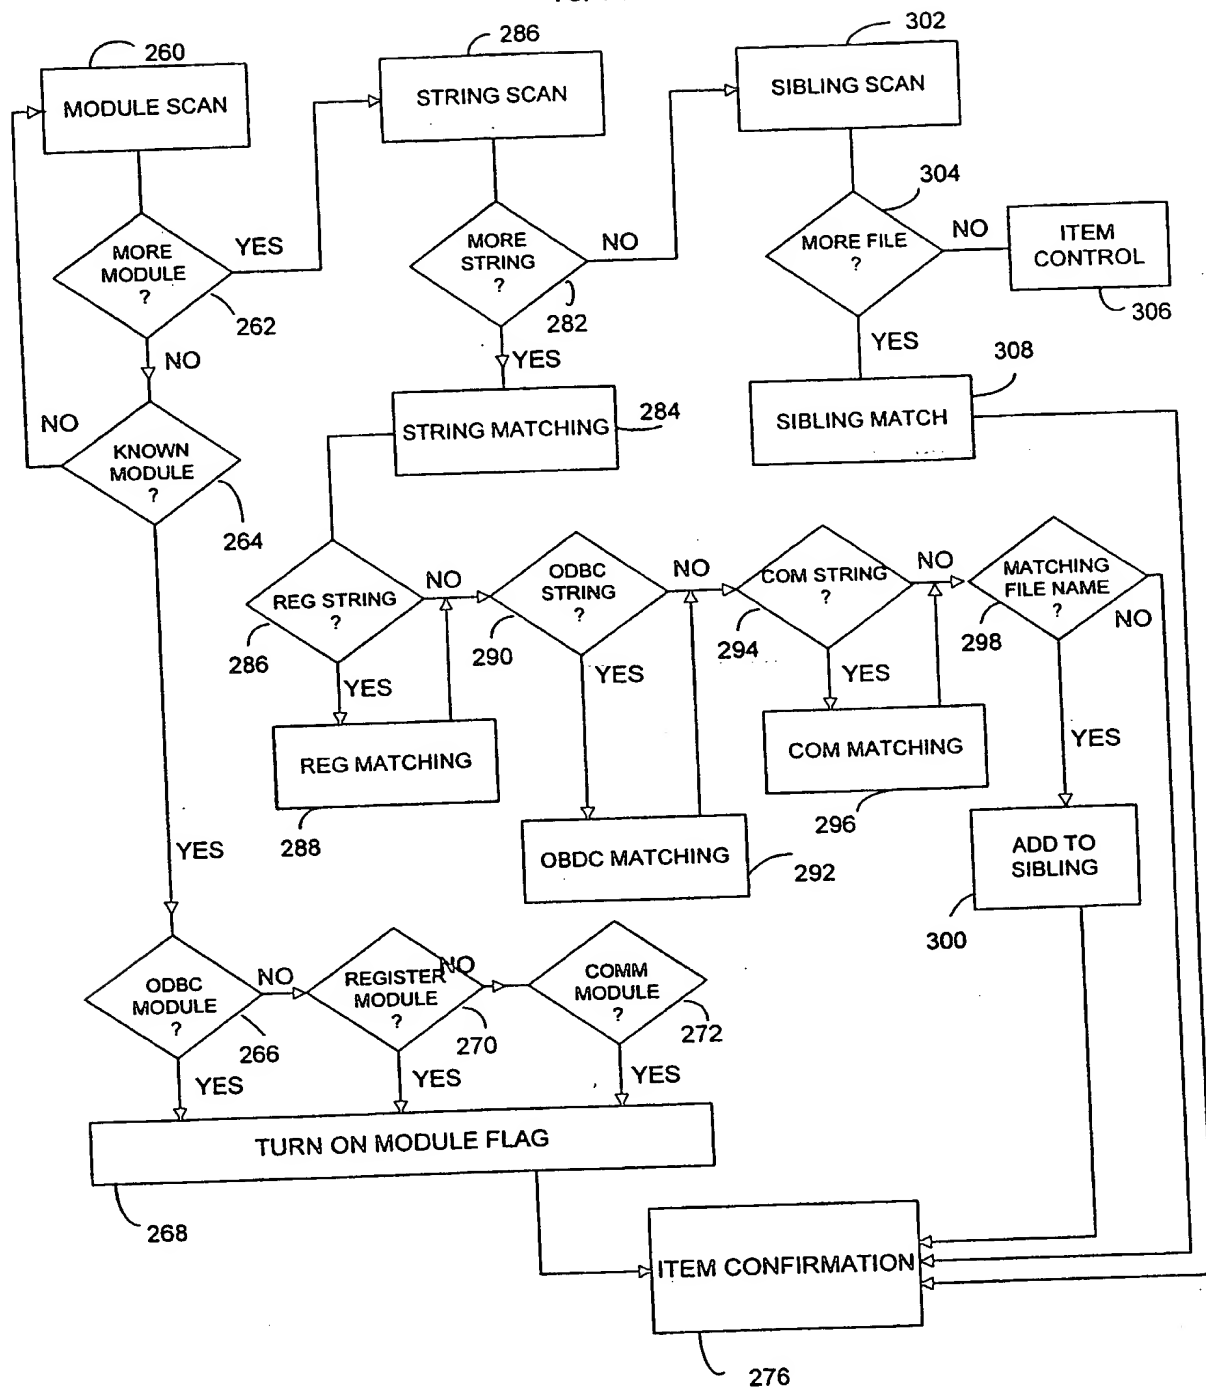 302
286
260
SIBLING SCAN
STRING SCAN
MODULE SCAN
304
MORE FILE
?
NO
ITEM
CONTROL
MORE
STRING
?
NO
YES
MORE
MODULE
?
306
282
262
YES
308
YES
NO
284
SIBLING MATCH
STRING MATCHING
NO
KNOWN
MODULE
?
264
REG STRING
?
NO
ODBC
STRING
?
NO
COM STRING
?
NO
MATCHING
FILE NAME
?
NO
286
290
294
298
YES
YES
YES
YES
REG MATCHING
COM MATCHING
288
296
OBDC MATCHING
292
ADD TO
SIBLING
YES
300
ODBC
MODULE
?
NO
REGISTER
MODULE
?
NO
COMM
MODULE
?
266
270
272
YES
YES
YES
TURN ON MODULE FLAG
268
ITEM CONFIRMATION
276